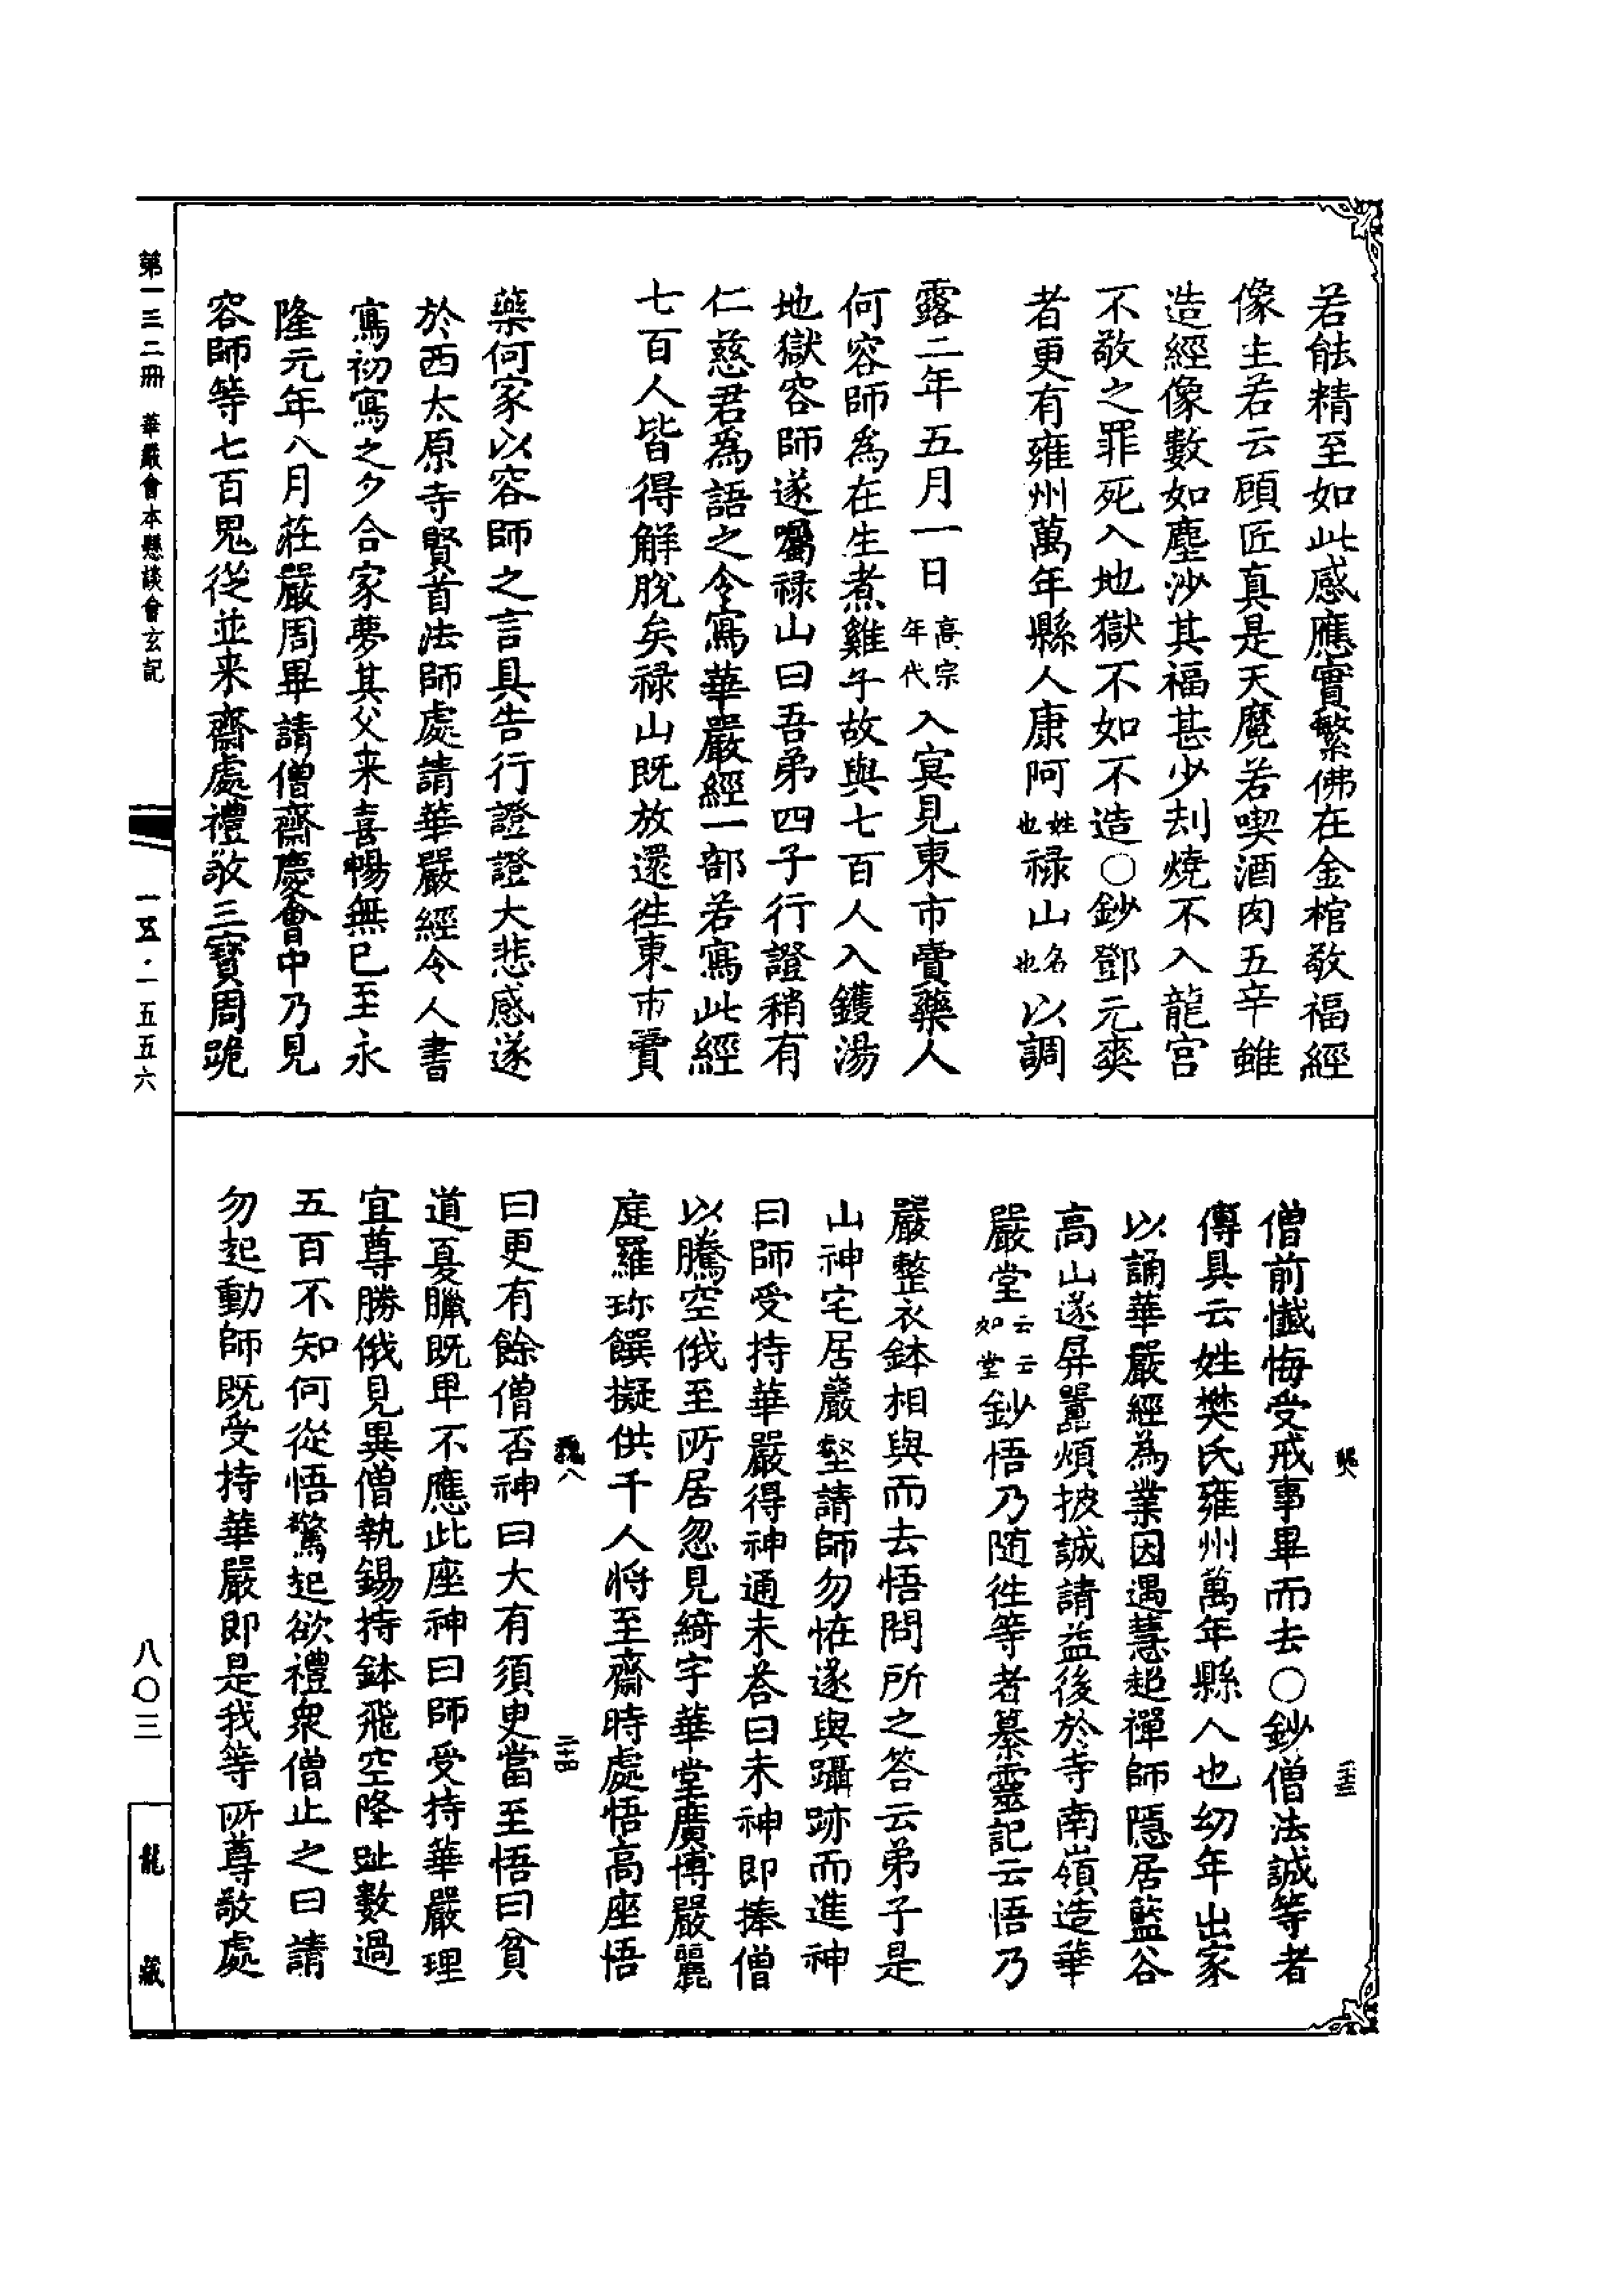 若能精至如此感應實繁佛在金棺敬福經
像主若云頋匠真是天魔若喫酒肉五辛雖
造經像數如塵沙其福甚少刦燒不入龍宫
不敬之罪死入地獄不如不造○鈔鄧元奭
者更有雍州萬年縣人康阿姓也禄山名也以調
露二年五月一日高宗年代入冥見東市賣藥人
何容師為在生煮雞子故與七百人入鑊湯
地獄容師遂囑禄山曰吾弟四子行證稍有
仁慈君為語之令寫華嚴經一部若寫此經
七百人皆得解脫矣禄山既放還徃東市賣
藥何家以容師之言具告行證證大悲感遂
於西太原寺賢首法師處請華嚴經令人書
寫初寫之夕合家夢其父来喜暢無已至永
隆元年八月莊嚴周畢請僧齋慶會中乃見
容師等七百鬼從並来齋處禮敬三寶周跪
僧前懺悔受戒事畢而去○鈔僧法誠等者
傳具云姓樊氏雍州萬年縣人也幼年出家
以誦華嚴經為業因遇慧超禪師隱居藍谷
高山遂屏囂煩披誠請益後於寺南嶺造華
嚴堂云云如堂鈔悟乃随徃等者纂靈記云悟乃
嚴整衣鉢相與而去悟問所之答云弟子是
山神宅居巖壑請師勿恠遂與躡跡而進神
曰師受持華嚴得神通未荅曰未神即捧僧
以騰空俄至所居忽見綺宇華堂廣博嚴麗
庭羅珎饌擬供千人將至齋時處悟高座悟
曰更有餘僧否神曰大有須臾當至悟曰貧
道夏臘既卑不應此座神曰師受持華嚴理
宜尊勝俄見異僧執錫持鉢飛空降趾數過
五百不知何從悟驚起欲禮衆僧止之曰請
勿起動師既受持華嚴即是我等所尊敬處
二十三
八
二十四
第一三二冊 華嚴會本懸談會玄記
一五·一五五六
八〇三
龍藏